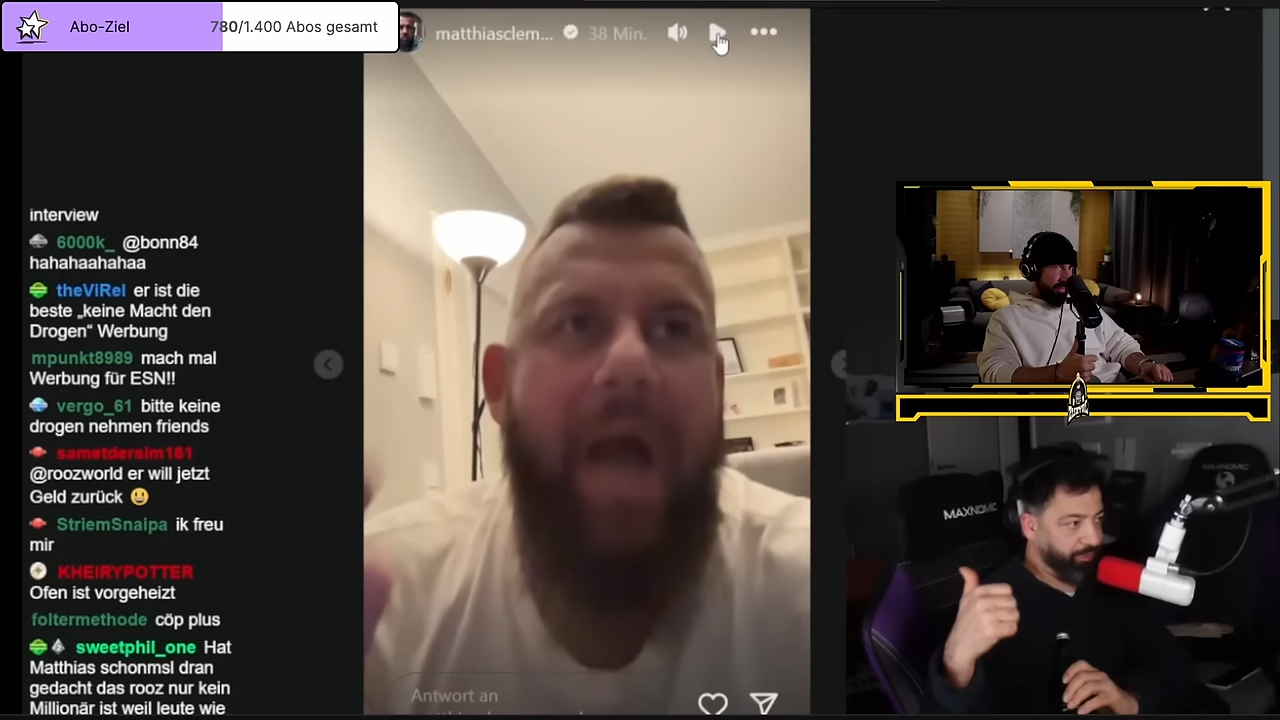 Abo-Ziel
780/1.400 Abos gesamt
matthiasclem...
38 Min.
interview
6000k_ @bonn84
hahahaahahaa
theViRel er ist die
beste „keine Macht den
Drogen“ Werbung
mpunkt8989 mach mal
Werbung für ESN!!
vergo_61 bitte keine
drogen nehmen friends
sametdersim161
@roozworld er will jetzt
Geld zurück
StriemSnaipa ik freu
mir
KHEIRYPOTTER
Ofen ist vorgeheizt
foltermethode cöp plus
sweetphil_one Hat
Matthias schonmsl dran
gedacht das rooz nur kein
Millionär ist weil leute wie
Antwort an
MAXNOMIC
MAXNOMIC